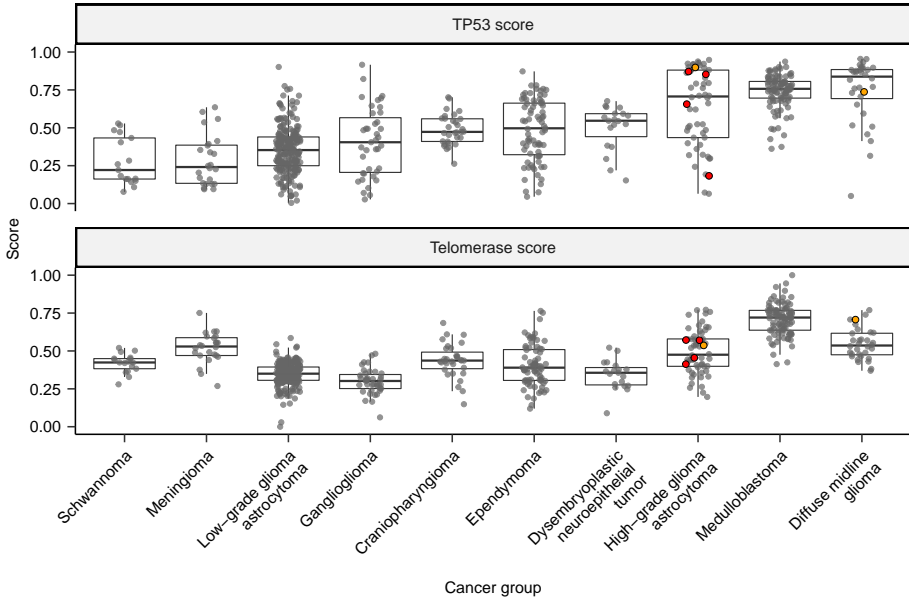 TP53 score
1.00
0.75
0.50
0.25
0.00
Score
Telomerase score
1.00
0.75
0.50
0.25
0.00
Schwannoma
Meningioma
Low−grade glioma
astrocytoma
Ganglioglioma
Craniopharyngioma
Ependymoma
Dysembryoplastic
neuroepithelial
tumor
High−grade glioma
astrocytoma
Medulloblastoma
Diffuse midline
glioma
Cancer group